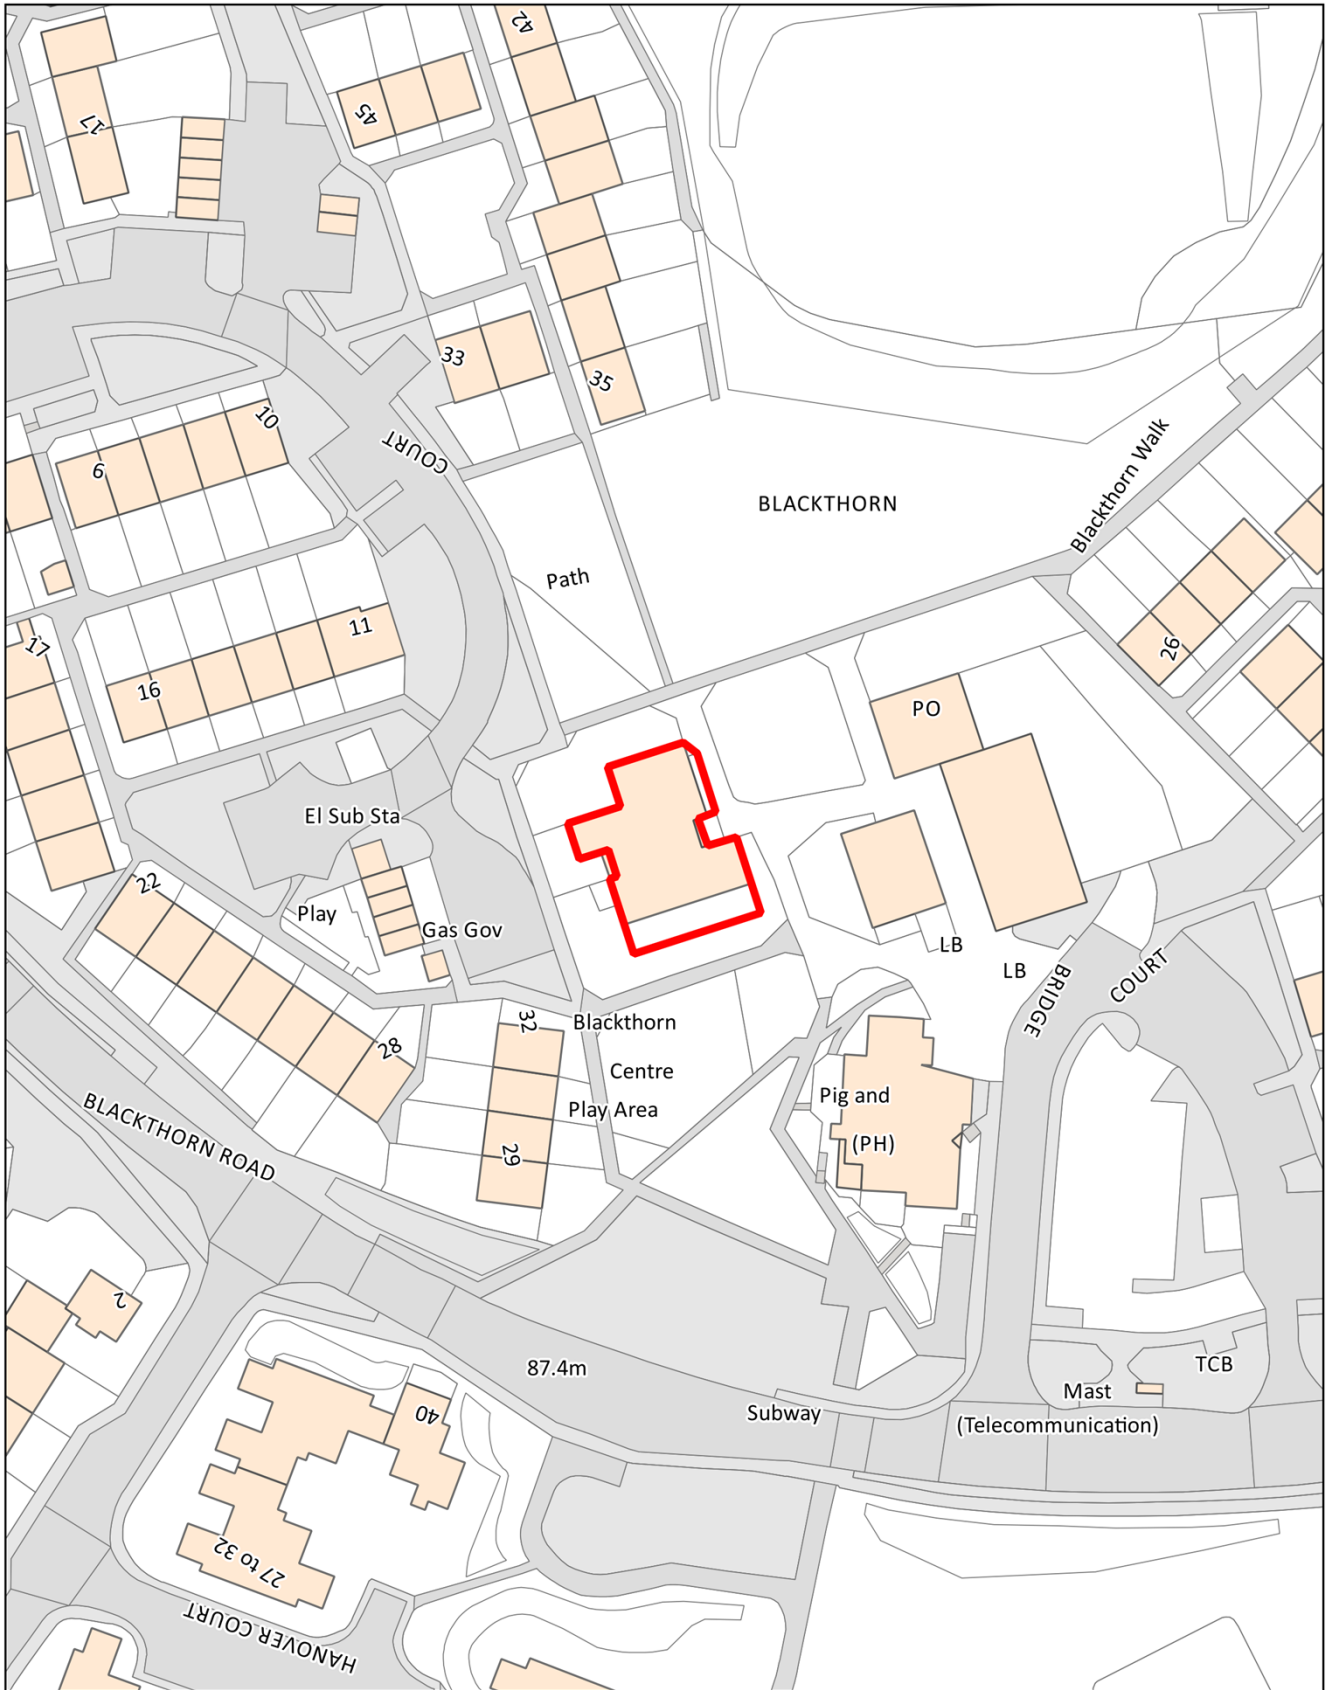 42
17
45
33
35
10
6
COURT
BLACKTHORN
Blackthorn Walk
Path
17
11
16
26
PO
El Sub Sta
22
Play
Gas Gov
LB
LB
BRIDGE
COURT
32
Blackthorn
Centre
Play Area
28
29
Pig and
(PH)
BLACKTHORN ROAD
2
87.4m
TCB
Mast
(Telecommunication)
Subway
40
27 to 32
HANOVER COURT